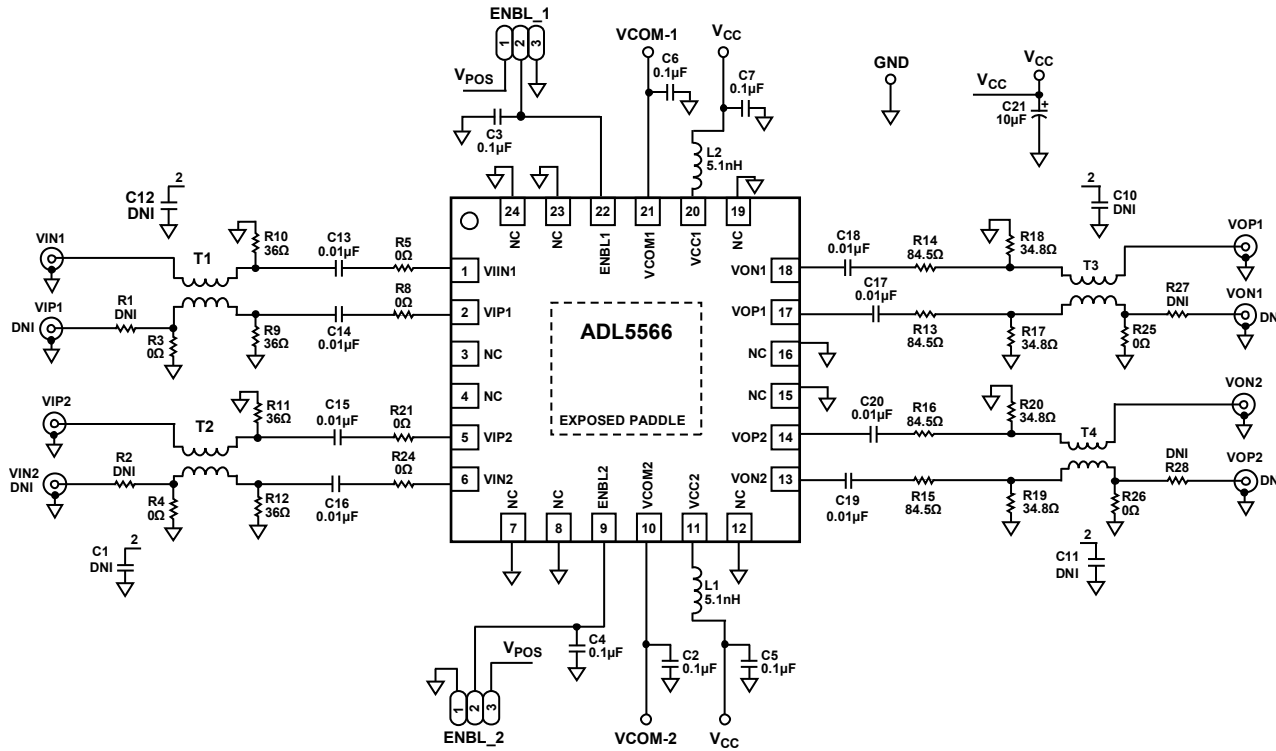 ENBL_1
1
2
3
VPOS
C3
0.1µF
VCOM-1
C6
0.1µF
VCC
C7
0.1µF
L2
5.1nH
GND
VCC
VCC
C21
10µF
+
C12
DNI
2
VIN1
T1
R10
36Ω
C13
0.01µF
R5
0Ω
VIP1
DNI
R1
DNI
R3
0Ω
R9
36Ω
C14
0.01µF
R8
0Ω
VIP2
T2
R11
36Ω
C15
0.01µF
R21
0Ω
VIN2
DNI
R2
DNI
R4
0Ω
R12
36Ω
C16
0.01µF
R24
0Ω
C1
DNI
2
24
23
22
21
20
19
NC
NC
ENBL1
VCOM1
VCC1
NC
1
VIIN1
2
VIP1
3
NC
4
NC
5
VIP2
6
VIN2
ADL5566
EXPOSED PADDLE
VON1
18
VOP1
17
NC
16
NC
15
VOP2
14
VON2
13
NC
NC
ENBL2
VCOM2
VCC2
NC
7
8
9
10
11
12
C18
0.01µF
R14
84.5Ω
R18
34.8Ω
T3
C10
DNI
2
VOP1
C17
0.01µF
R13
84.5Ω
R17
34.8Ω
R25
0Ω
R27
DNI
VON1
DN
C20
0.01µF
R16
84.5Ω
R20
34.8Ω
T4
VON2
C19
0.01µF
R15
84.5Ω
R19
34.8Ω
R26
0Ω
DNI
R28
VOP2
DN
C11
DNI
2
L1
5.1nH
C4
0.1µF
VPOS
1
2
3
ENBL_2
C2
0.1µF
VCOM-2
C5
0.1µF
VCC